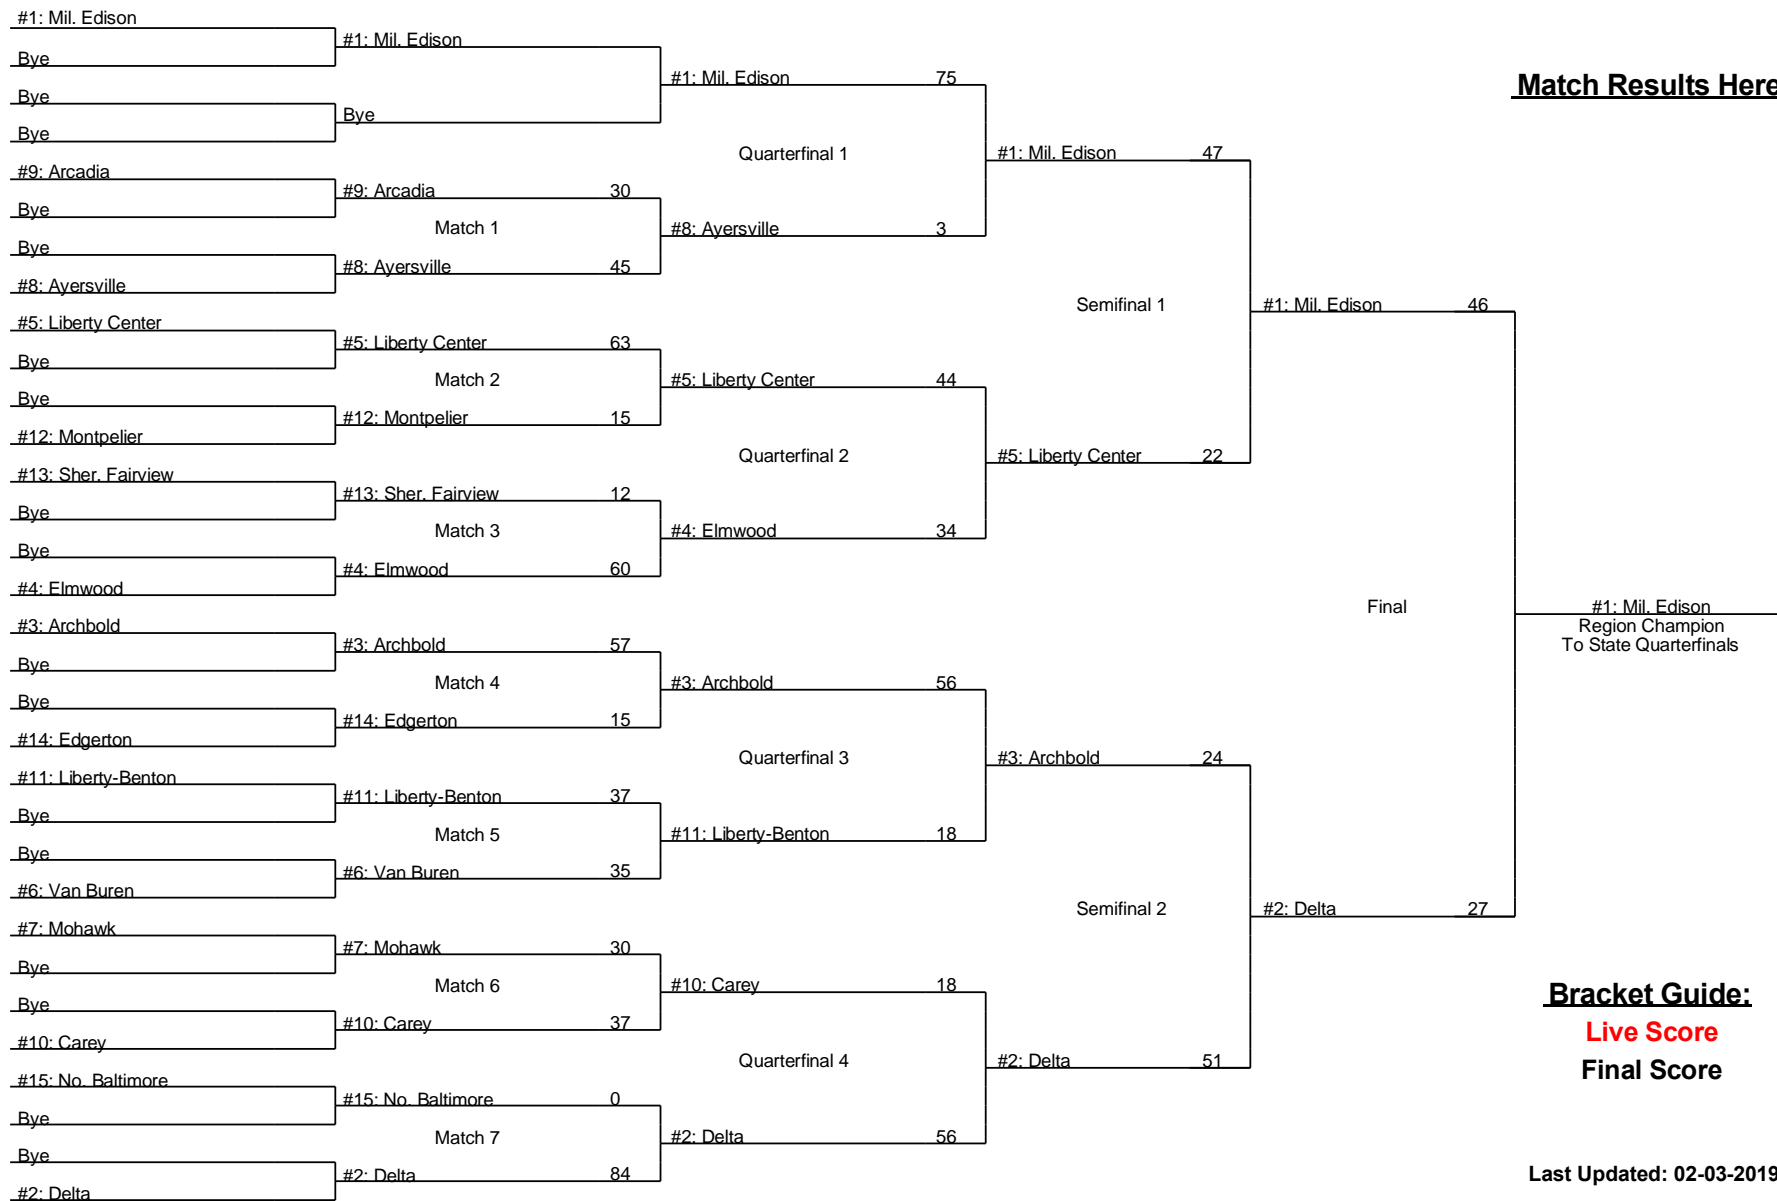 #1: Mil. Edison
Bye
Bye
Bye
#9: Arcadia
Bye
Bye
#8: Ayersville
#5: Liberty Center
Bye
Bye
#12: Montpelier
#13: Sher. Fairview
Bye
Bye
#4: Elmwood
#3: Archbold
Bye
Bye
#14: Edgerton
#11: Liberty-Benton
Bye
Bye
#6: Van Buren
#7: Mohawk
Bye
Bye
#10: Carey
#15: No. Baltimore
Bye
Bye
#2: Delta
#1: Mil. Edison
Bye
#9: Arcadia 30
Match 1
#8: Ayersville 45
#5: Liberty Center 63
Match 2
#12: Montpelier 15
#13: Sher. Fairview 12
Match 3
#4: Elmwood 60
#3: Archbold 57
Match 4
#14: Edgerton 15
#11: Liberty-Benton 37
Match 5
#6: Van Buren 35
#7: Mohawk 30
Match 6
#10: Carey 37
#15: No. Baltimore 0
Match 7
#2: Delta 84
#1: Mil. Edison 75
Quarterfinal 1
#8: Ayersville 3
#5: Liberty Center 44
Quarterfinal 2
#4: Elmwood 34
#3: Archbold 56
Quarterfinal 3
#11: Liberty-Benton 18
#10: Carey 18
Quarterfinal 4
#2: Delta 56
#1: Mil. Edison 47
Semifinal 1
#5: Liberty Center 22
#3: Archbold 24
Semifinal 2
#2: Delta 51
#1: Mil. Edison 46
Final
#2: Delta 27
#1: Mil. Edison
Region Champion
To State Quarterfinals
Match Results Here
Bracket Guide:
Live Score
Final Score
Last Updated: 02-03-2019